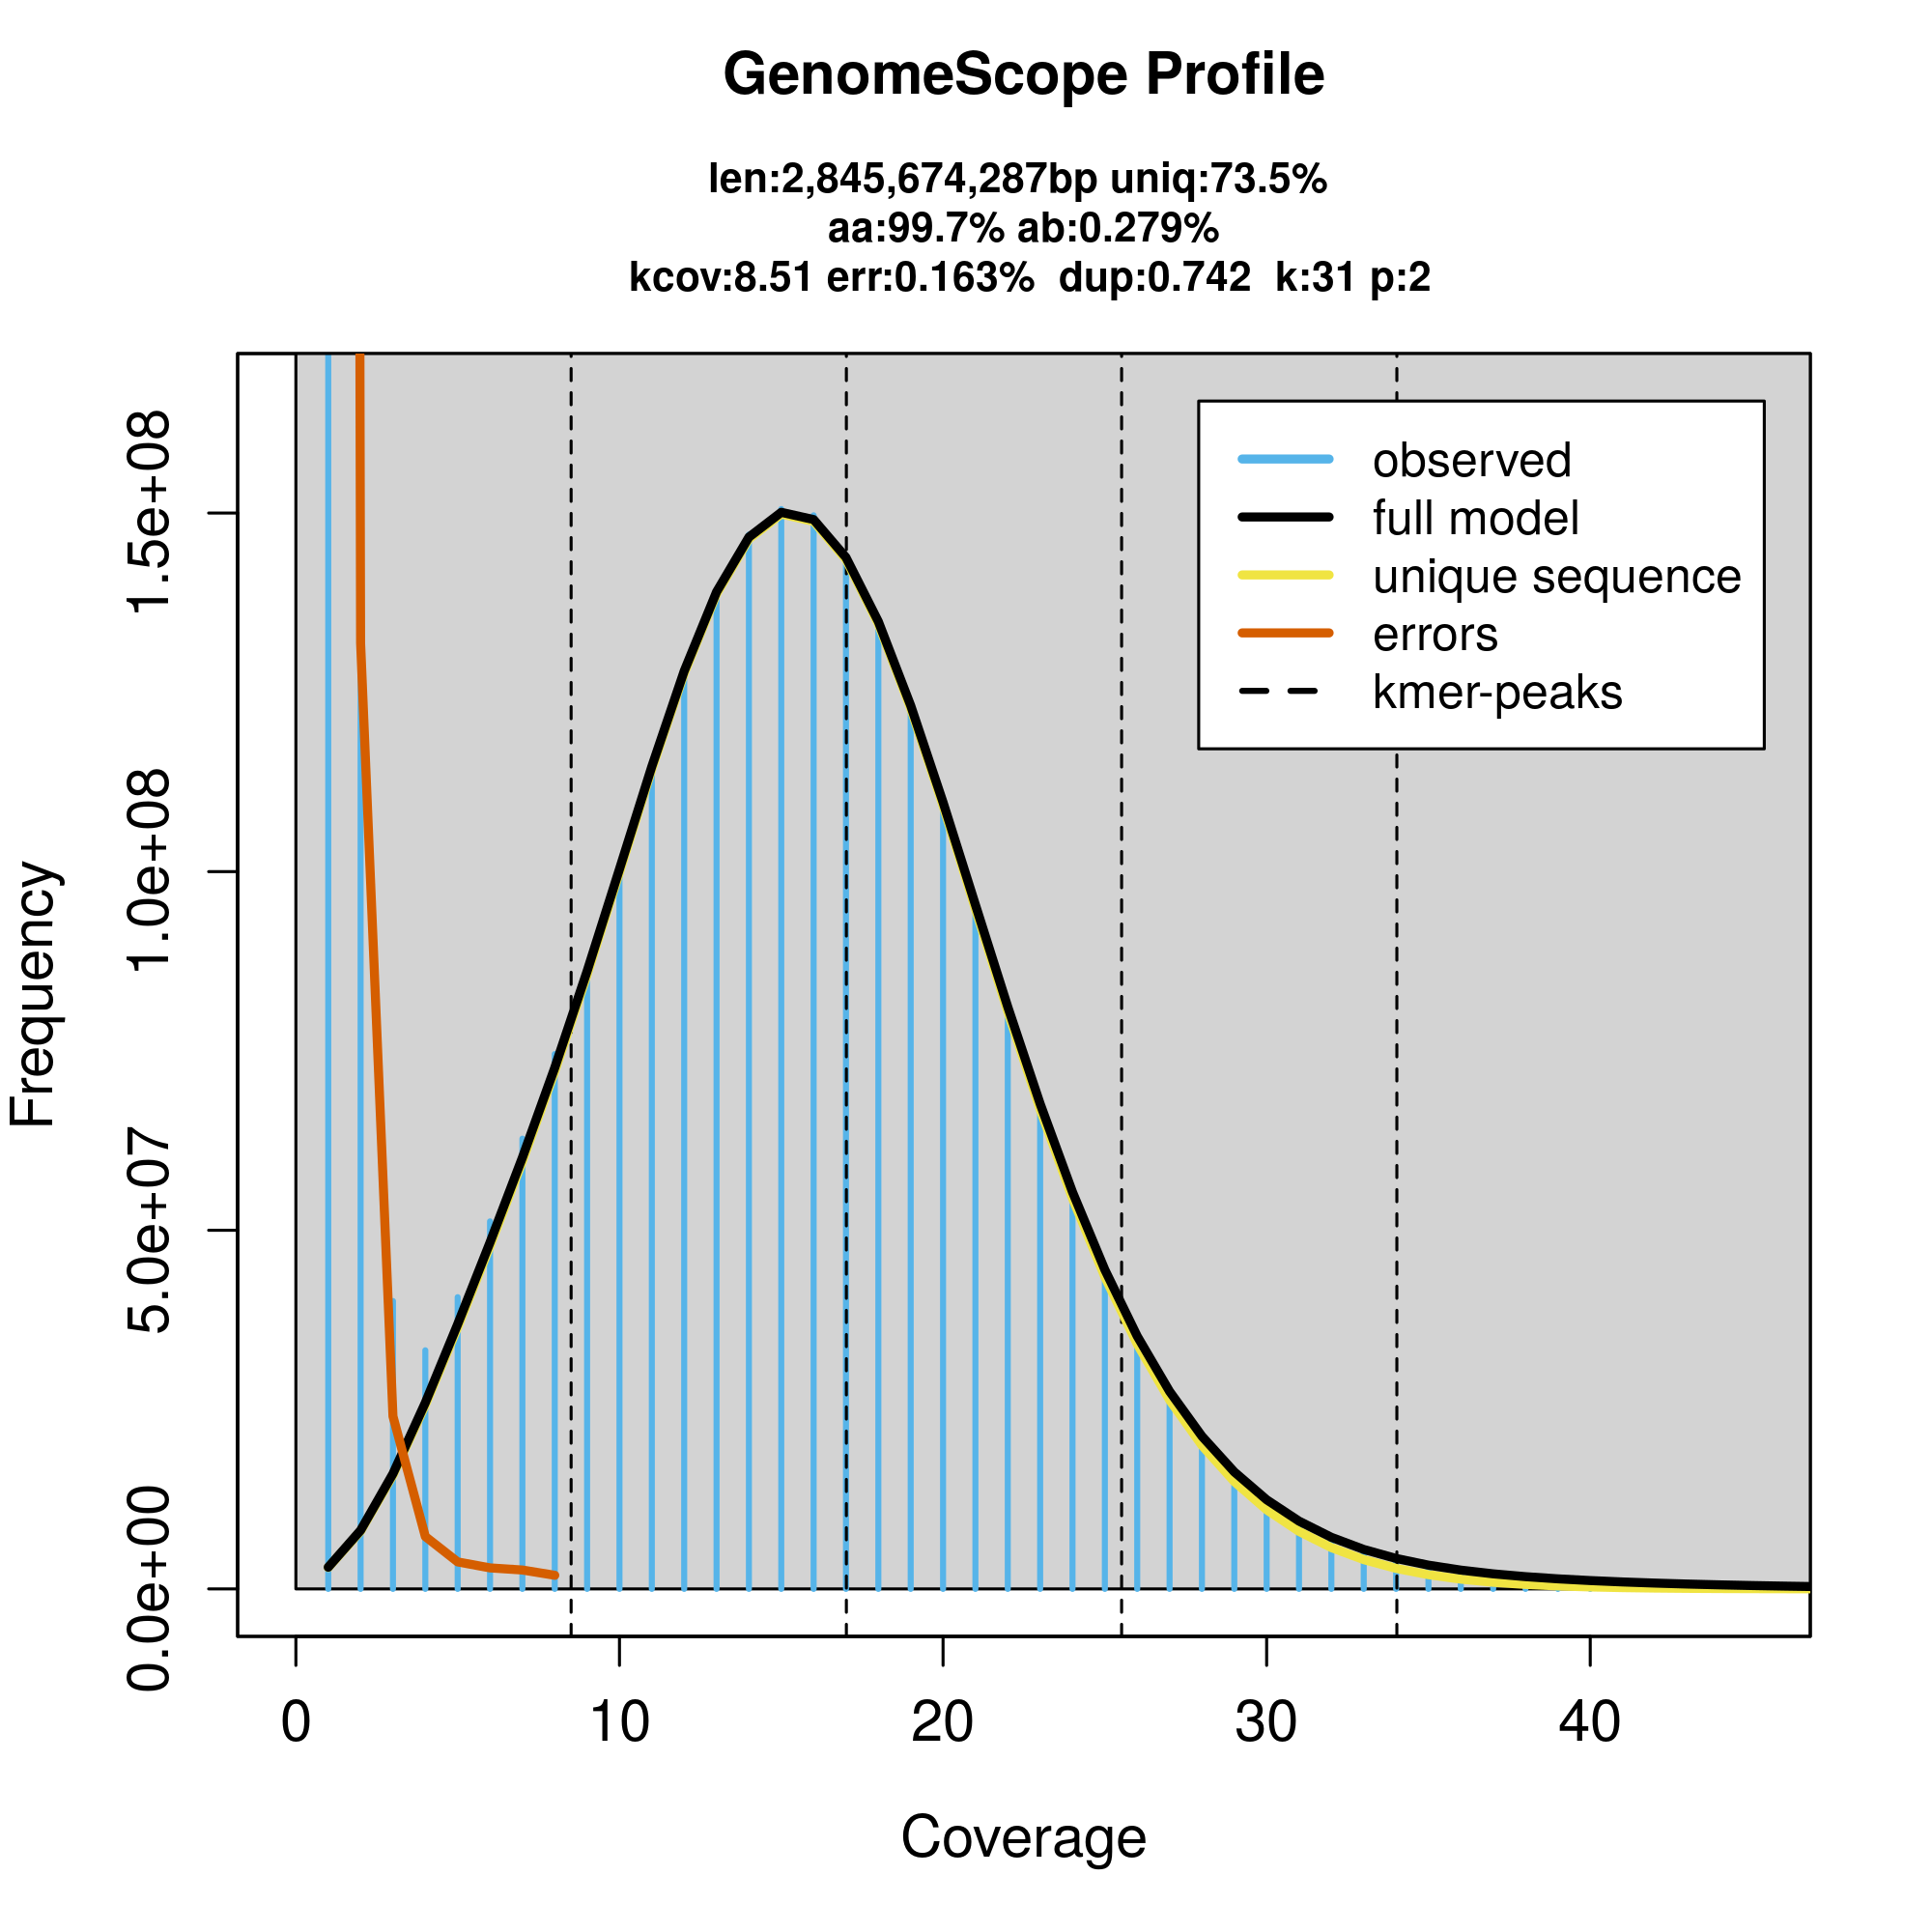 GenomeScope Profile
len:2,845,674,287bp uniq:73.5%
aa:99.7% ab:0.279%
kcov:8.51 err:0.163% dup:0.742 k:31 p:2
observed
full model
unique sequence
errors
kmer-peaks
Frequency
1.5e+08
1.0e+08
5.0e+07
0.0e+00
0 10 20 30 40
Coverage